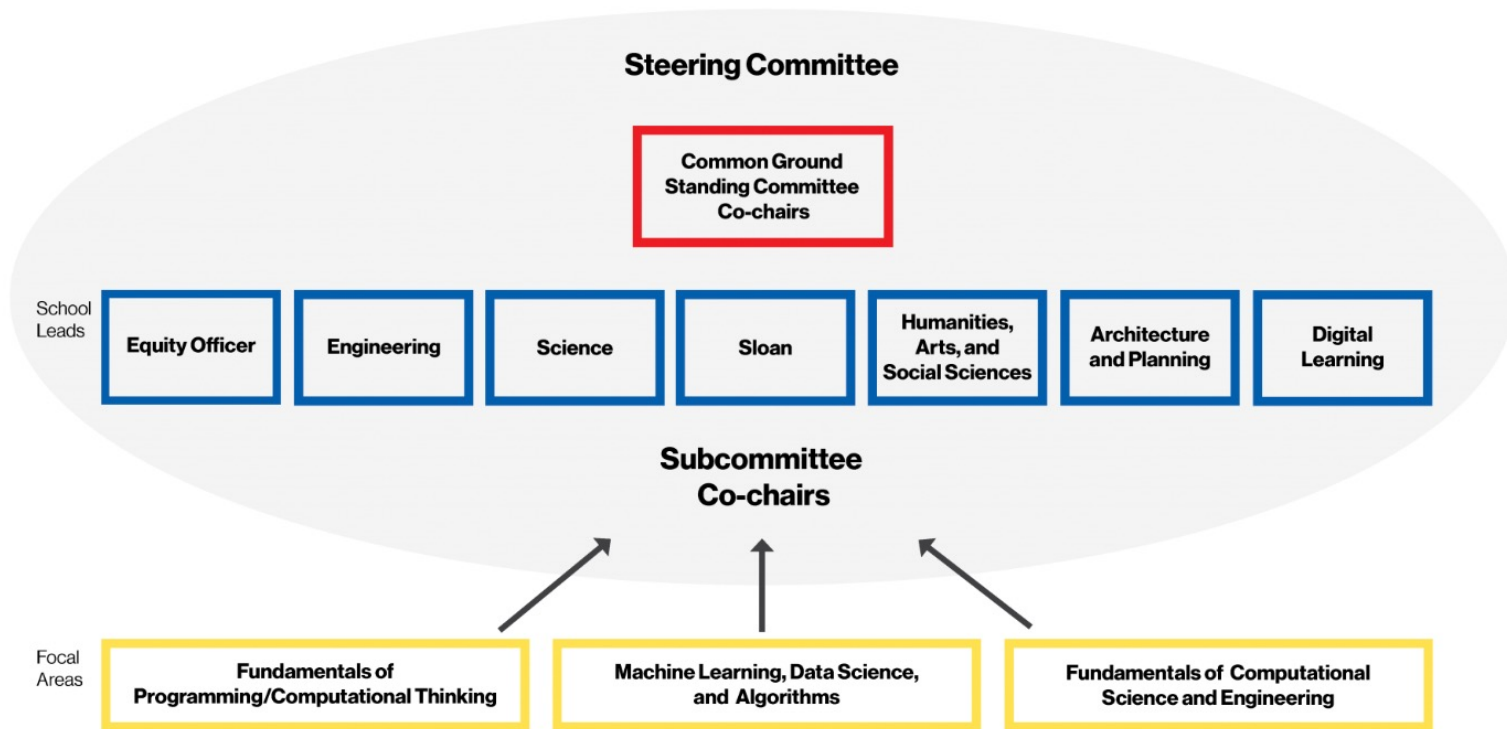 Steering Committee
Common Ground
Standing Committee
Co-chairs
School
Leads
Equity Officer
Engineering
Science
Sloan
Humanities,
Arts, and
Social Sciences
Architecture
and Planning
Digital
Learning
Subcommittee
Co-chairs
Focal
Areas
Fundamentals of
Programming/Computational Thinking
Machine Learning, Data Science,
and Algorithms
Fundamentals of Computational
Science and Engineering